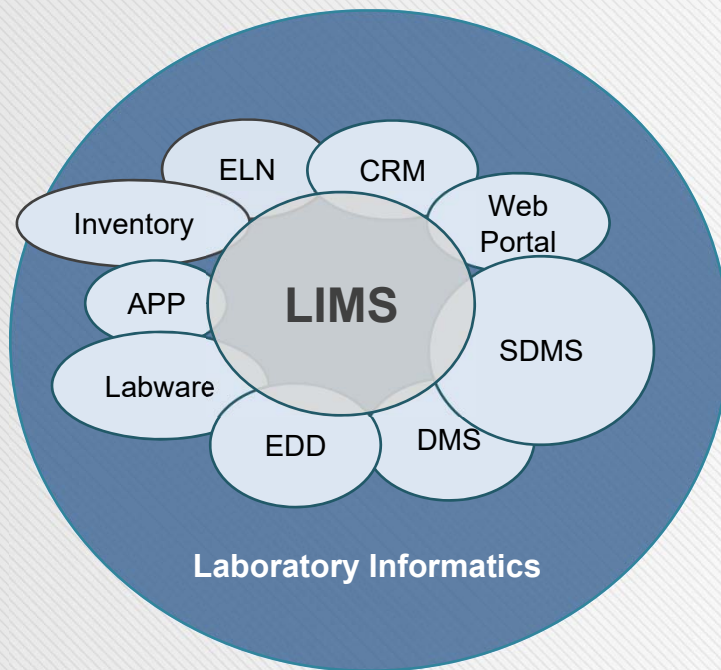 ELN
CRM
Inventory
Web
Portal
APP
LIMS
SDMS
Labware
EDD
DMS
Laboratory Informatics